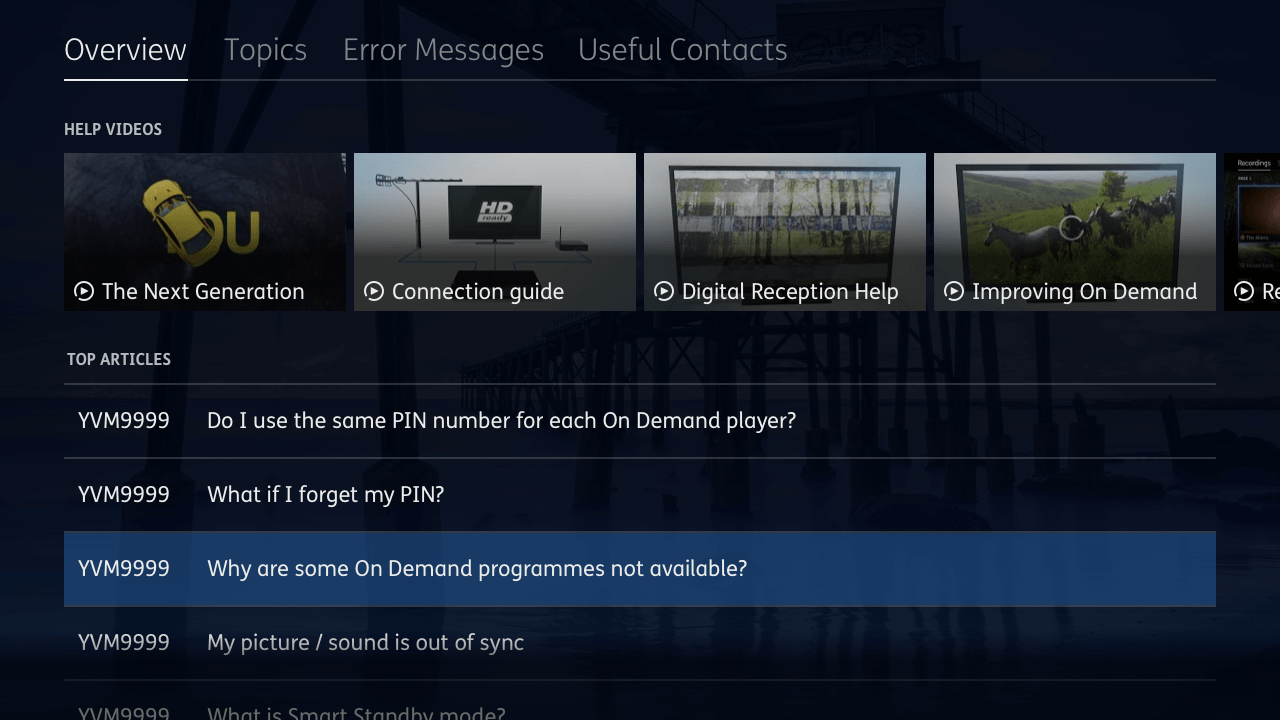 Overview Topics Error Messages Useful Contacts
HELP VIDEOS
HD
ready
Recordings
The Next Generation
Connection guide
Digital Reception Help
Improving On Demand
TOP ARTICLES
YVM9999 Do I use the same PIN number for each On Demand player?
YVM9999 What if I forget my PIN?
YVM9999 Why are some On Demand programmes not available?
YVM9999 My picture / sound is out of sync
YVM9999 What is Smart Standby mode?